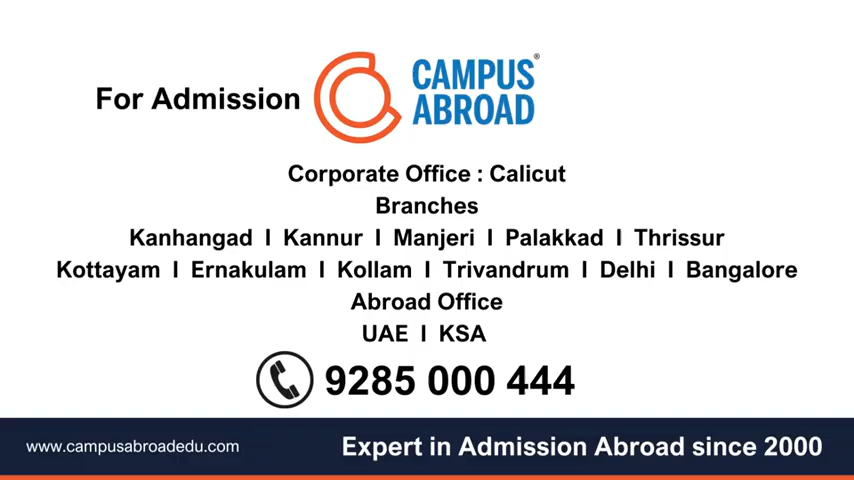 For Admission
CAMPUS
ABROAD®
Corporate Office : Calicut
Branches
Kanhangad I Kannur I Manjeri I Palakkad I Thrissur
Kottayam I Ernakulam I Kollam I Trivandrum I Delhi I Bangalore
Abroad Office
UAE I KSA
9285 000 444
www.campusabroadedu.com
Expert in Admission Abroad since 2000